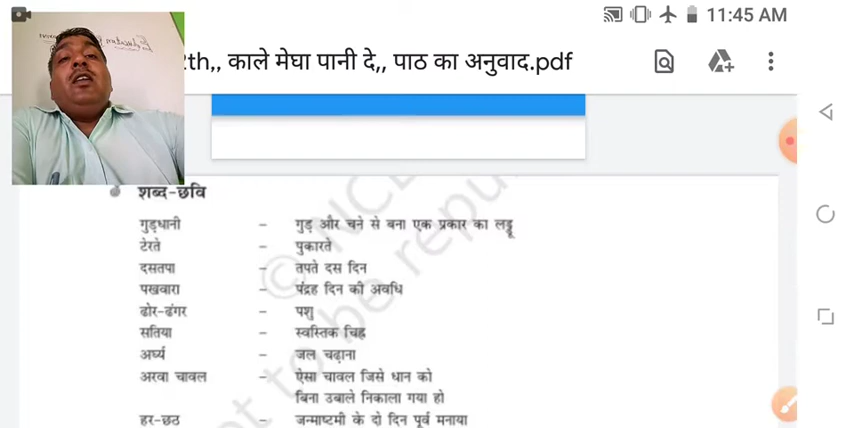 11:45 AM
2th,, काले मेघा पानी दे,, पाठ का अनुवाद.pdf
शब्द-छवि
गुड़धानी – गुड़ और चने से बना एक प्रकार का लड्डू
टेरते – पुकारते
दसतपा – तपते दस दिन
पखवारा – पंद्रह दिन की अवधि
ढोर-ढंगर – पशु
सतिया – स्वस्तिक चिह्न
अर्घ्य – जल चढ़ाना
अरवा चावल – ऐसा चावल जिसे धान को
बिना उबाले निकाला गया हो
हर-छठ – जन्माष्टमी के दो दिन पूर्व मनाया